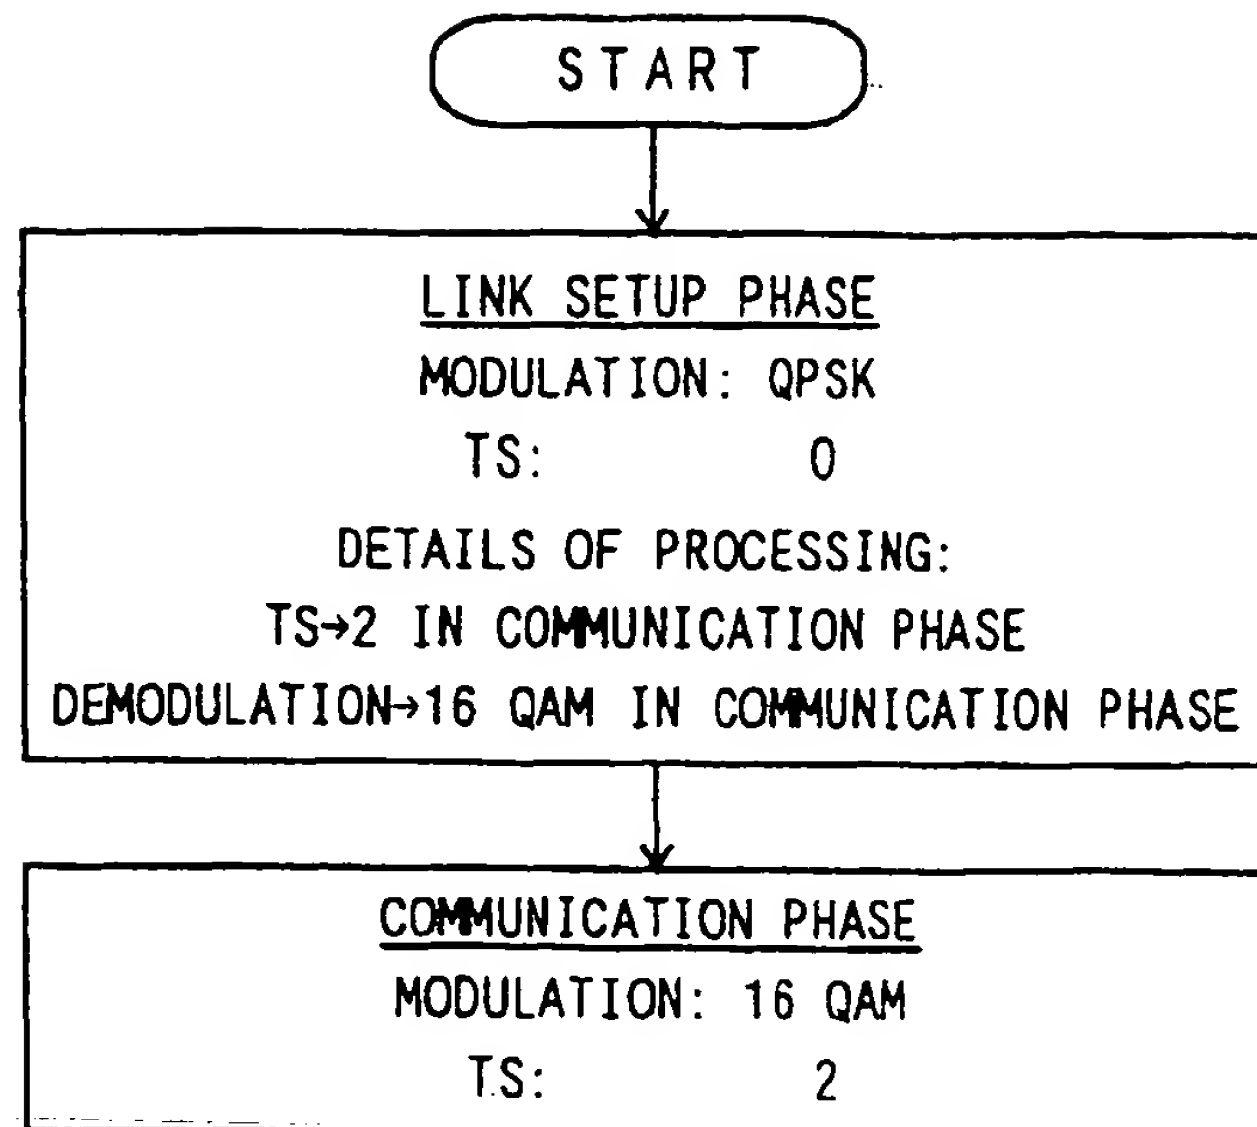 START
LINK SETUP PHASE
MODULATION: QPSK
TS: 0
DETAILS OF PROCESSING:
TS→2 IN COMMUNICATION PHASE
DEMODULATION→16 QAM IN COMMUNICATION PHASE
COMMUNICATION PHASE
MODULATION: 16 QAM
TS: 2